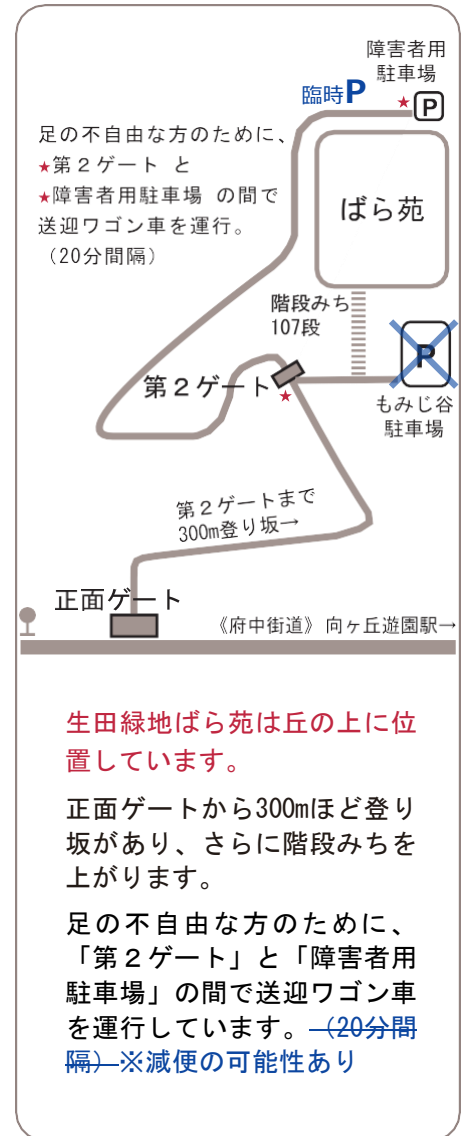 障害者用
駐車場
臨時P
★P
足の不自由な方のために、
★第2ゲート と
★障害者用駐車場 の間で
送迎ワゴン車を運行。
（20分間隔）
ばら苑
階段みち
107段
P
第2ゲート
★
もみじ谷
駐車場
第2ゲートまで
300m登り坂→
正面ゲート
《府中街道》 向ヶ丘遊園駅→
生田緑地ばら苑は丘の上に位
置しています。
正面ゲートから300mほど登り
坂があり、さらに階段みちを
上がります。
足の不自由な方のために、
「第2ゲート」と「障害者用
駐車場」の間で送迎ワゴン車
を運行しています。（20分間
隔）※減便の可能性あり